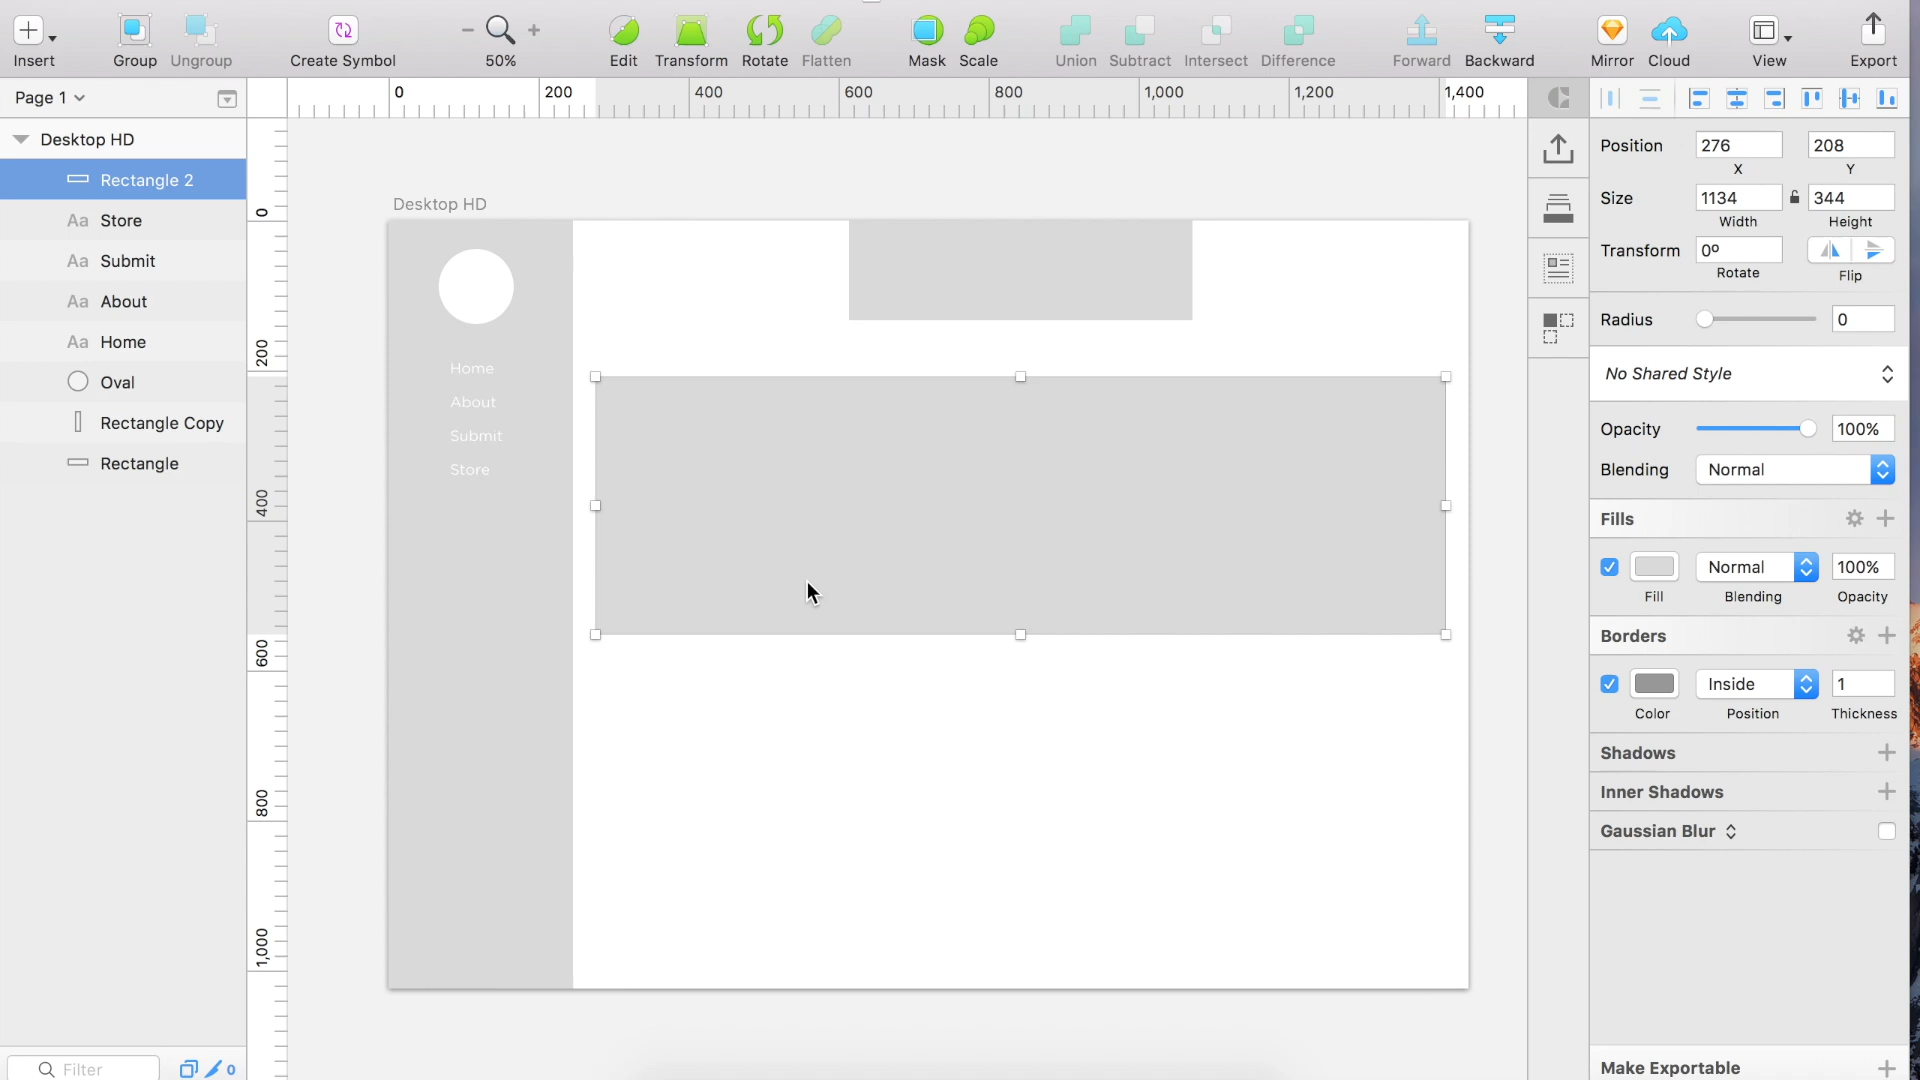 Insert
Group
Ungroup
Create Symbol
50%
Edit
Transform
Rotate
Flatten
Mask
Scale
Union
Subtract
Intersect
Difference
Forward
Backward
Mirror
Cloud
View
Export
Page 1
0 200 400 600 800 1,000 1,200 1,400
Desktop HD
Rectangle 2
Aa Store
Aa Submit
Aa About
Aa Home
Oval
Rectangle Copy
Rectangle
Filter
0
0
200
400
600
800
1,000
Desktop HD
Home
About
Submit
Store
Position 276 208
X Y
Size 1134 344
Width Height
Transform 0º
Rotate Flip
Radius 0
No Shared Style
Opacity 100%
Blending Normal
Fills
Normal 100%
Fill Blending Opacity
Borders
Inside 1
Color Position Thickness
Shadows
Inner Shadows
Gaussian Blur
Make Exportable